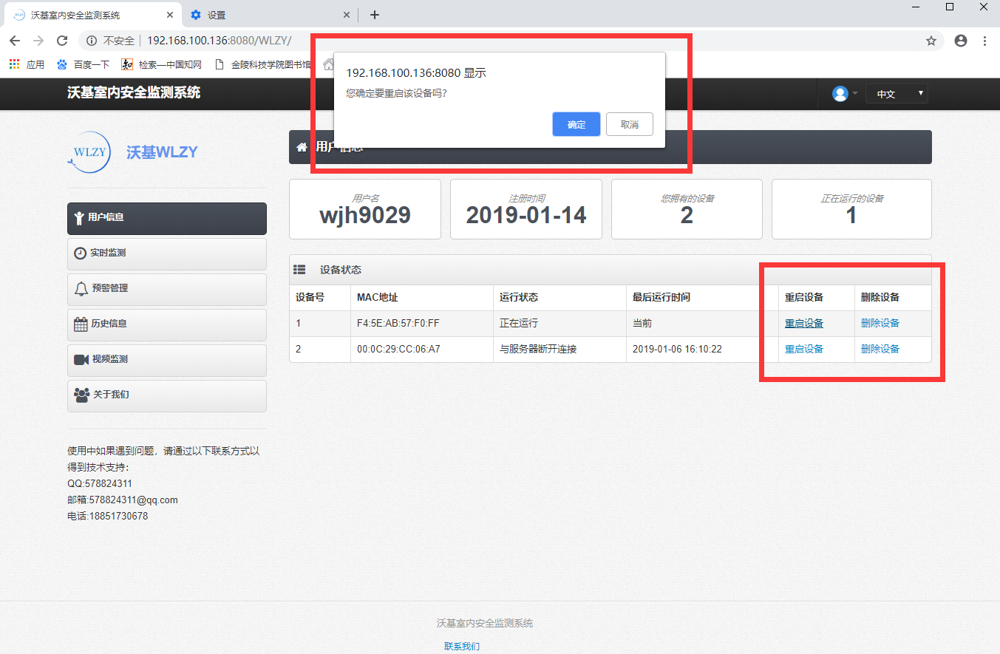 沃基室内安全监测系统
设置
不安全 192.168.100.136:8080/WLZY/
应用 百度一下 检索—中国知网 金陵科技学院图书馆
192.168.100.136:8080 显示
您确定要重启该设备吗?
确定 取消
沃基室内安全监测系统
中文
WLZY 沃基WLZY
用户信息
用户信息
实时监测
预警管理
历史信息
视频监测
关于我们
用户名 注册时间 您拥有的设备 正在运行的设备
wjh9029 2019-01-14 2 1
设备状态
设备号 MAC地址 运行状态 最后运行时间 重启设备 删除设备
1 F4:5E:AB:57:F0:FF 正在运行 当前 重启设备 删除设备
2 00:0C:29:CC:06:A7 与服务器断开连接 2019-01-06 16:10:22 重启设备 删除设备
使用中如果遇到问题，请通过以下联系方式以
得到技术支持：
QQ:578824311
邮箱:578824311@qq.com
电话:18851730678
沃基室内安全监测系统
联系我们